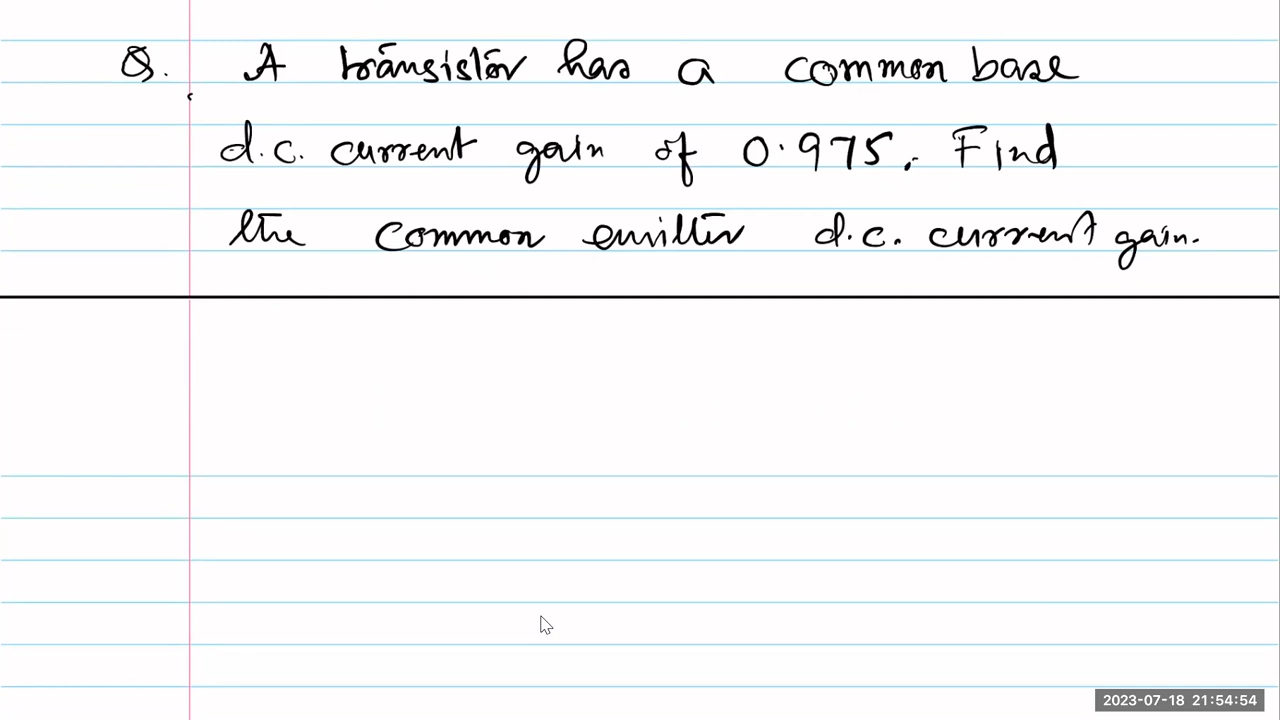 Q. A transistor has a common base
d.c. current gain of 0.975. Find
the common emitter d.c. current gain.
2023-07-18 21:54:54